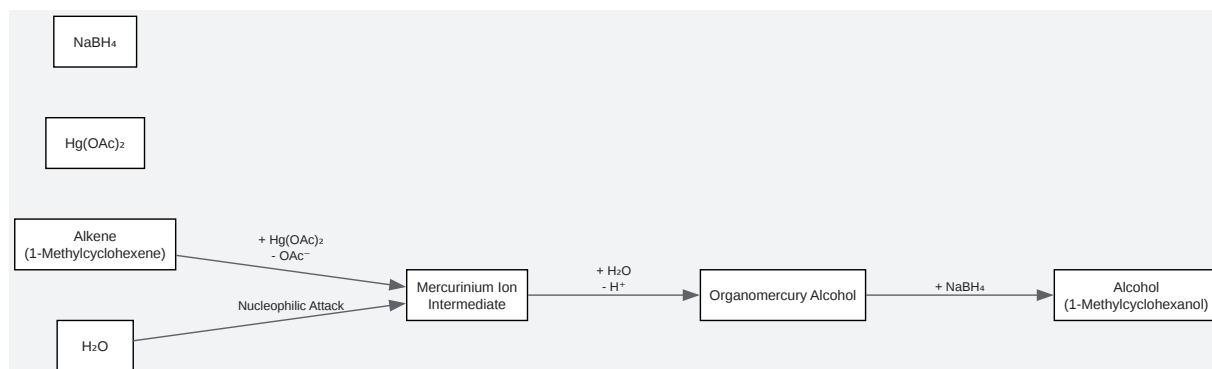 NaBH₄
Hg(OAc)₂
Alkene
(1-Methylcyclohexene)
+ Hg(OAc)₂
- OAc⁻
Nucleophilic Attack
H₂O
Mercurinium Ion
Intermediate
+ H₂O
- H⁺
Organomercury Alcohol
+ NaBH₄
Alcohol
(1-Methylcyclohexanol)